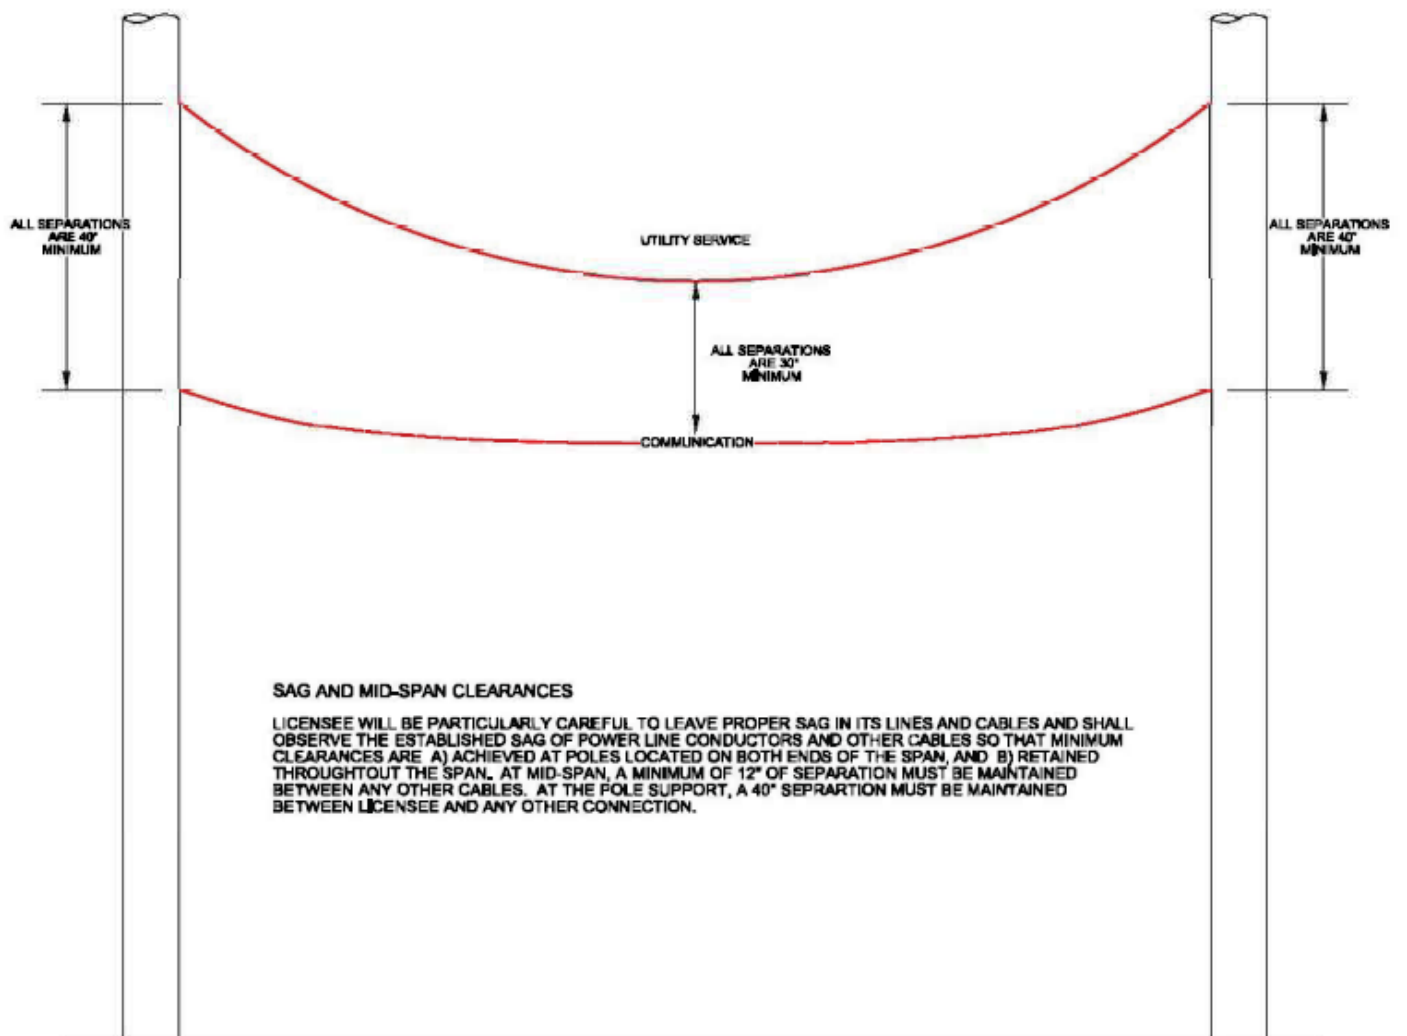 ALL SEPARATIONS
ARE 40"
MINIMUM
UTILITY SERVICE
ALL SEPARATIONS
ARE 40"
MINIMUM
ALL SEPARATIONS
ARE 30"
MINIMUM
COMMUNICATION
SAG AND MID-SPAN CLEARANCES
LICENSEE WILL BE PARTICULARLY CAREFUL TO LEAVE PROPER SAG IN ITS LINES AND CABLES AND SHALL
OBSERVE THE ESTABLISHED SAG OF POWER LINE CONDUCTORS AND OTHER CABLES SO THAT MINIMUM
CLEARANCES ARE A) ACHIEVED AT POLES LOCATED ON BOTH ENDS OF THE SPAN, AND B) RETAINED
THROUGHTOUT THE SPAN. AT MID-SPAN, A MINIMUM OF 12" OF SEPARATION MUST BE MAINTAINED
BETWEEN ANY OTHER CABLES. AT THE POLE SUPPORT, A 40" SEPRARTION MUST BE MAINTAINED
BETWEEN LICENSEE AND ANY OTHER CONNECTION.